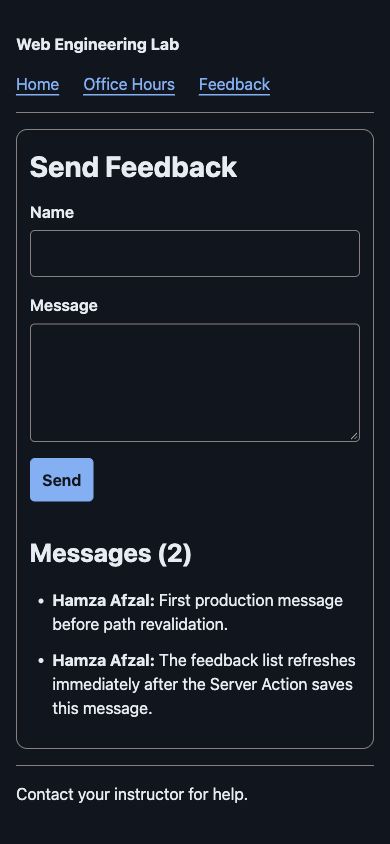 Web Engineering Lab
Home Office Hours Feedback
Send Feedback
Name
Message
Send
Messages (2)
• Hamza Afzal: First production message
before path revalidation.
• Hamza Afzal: The feedback list refreshes
immediately after the Server Action saves
this message.
Contact your instructor for help.